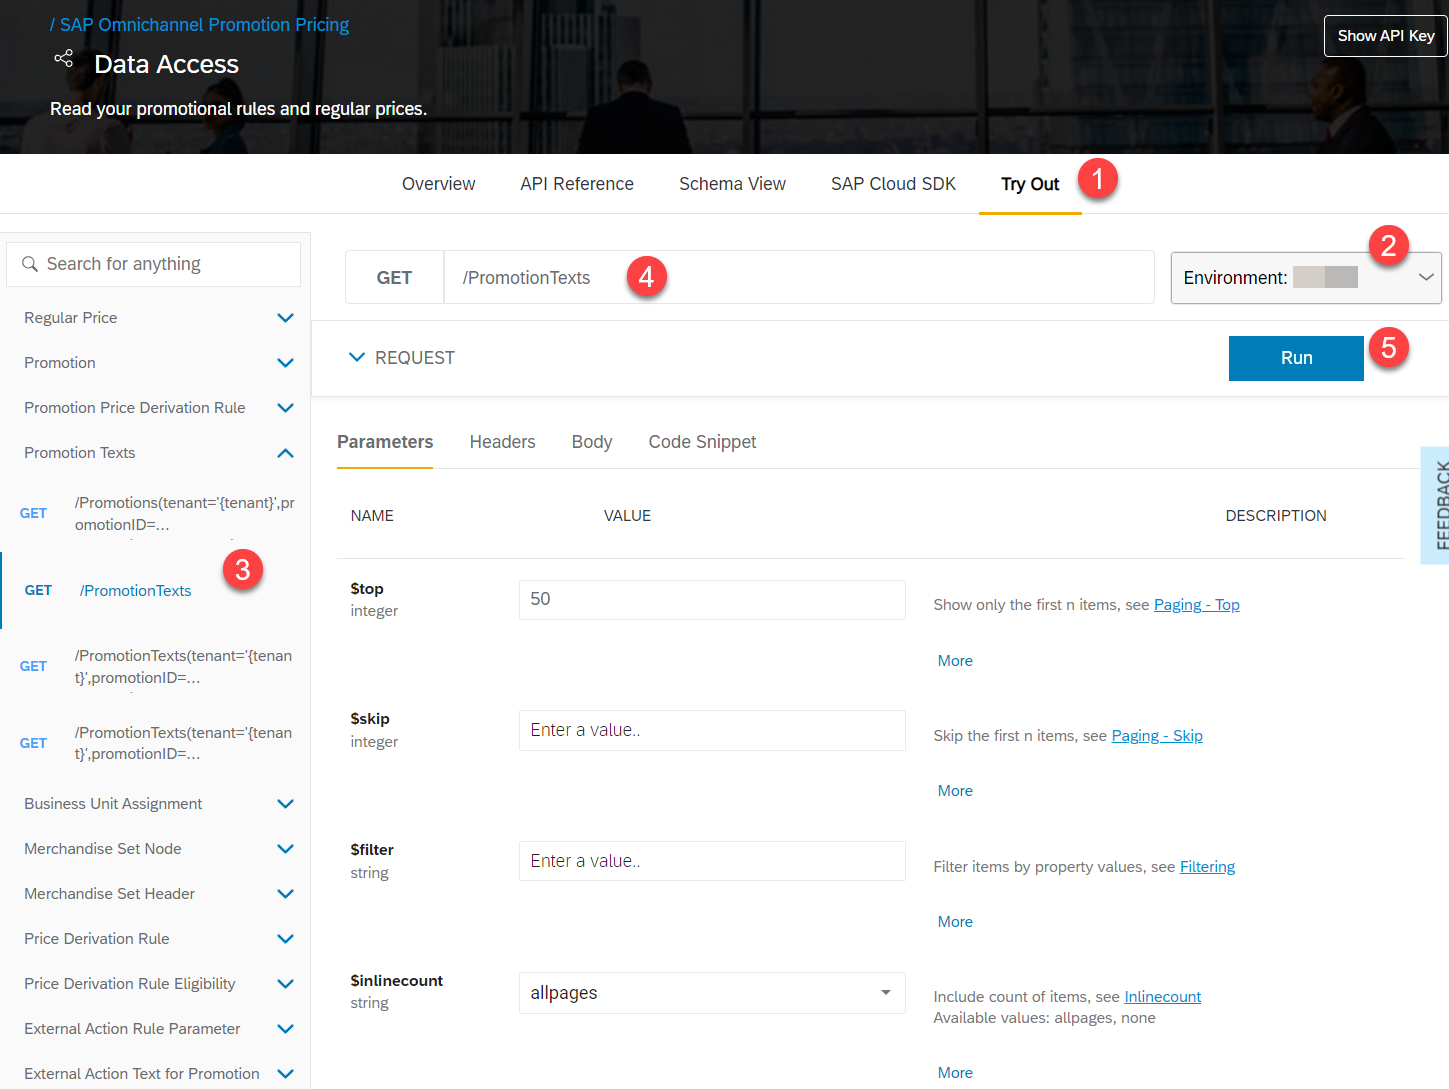 / SAP Omnichannel Promotion Pricing
Show API Key
Data Access
Read your promotional rules and regular prices.
Overview
API Reference
Schema View
SAP Cloud SDK
Try Out
1
Search for anything
Regular Price
Promotion
Promotion Price Derivation Rule
Promotion Texts
GET
/Promotions(tenant='{tenant}',pr
omotionID=...
GET
/PromotionTexts
3
GET
/PromotionTexts(tenant='{tenan
t}',promotionID=...
GET
/PromotionTexts(tenant='{tenan
t}',promotionID=...
Business Unit Assignment
Merchandise Set Node
Merchandise Set Header
Price Derivation Rule
Price Derivation Rule Eligibility
External Action Rule Parameter
External Action Text for Promotion
GET
/PromotionTexts
4
Environment:
2
REQUEST
Run
5
Parameters
Headers
Body
Code Snippet
FEEDBACK
NAME
VALUE
DESCRIPTION
$top
integer
50
Show only the first n items, see Paging - Top
More
$skip
integer
Enter a value..
Skip the first n items, see Paging - Skip
More
$filter
string
Enter a value..
Filter items by property values, see Filtering
More
$inlinecount
string
allpages
Include count of items, see Inlinecount
Available values: allpages, none
More